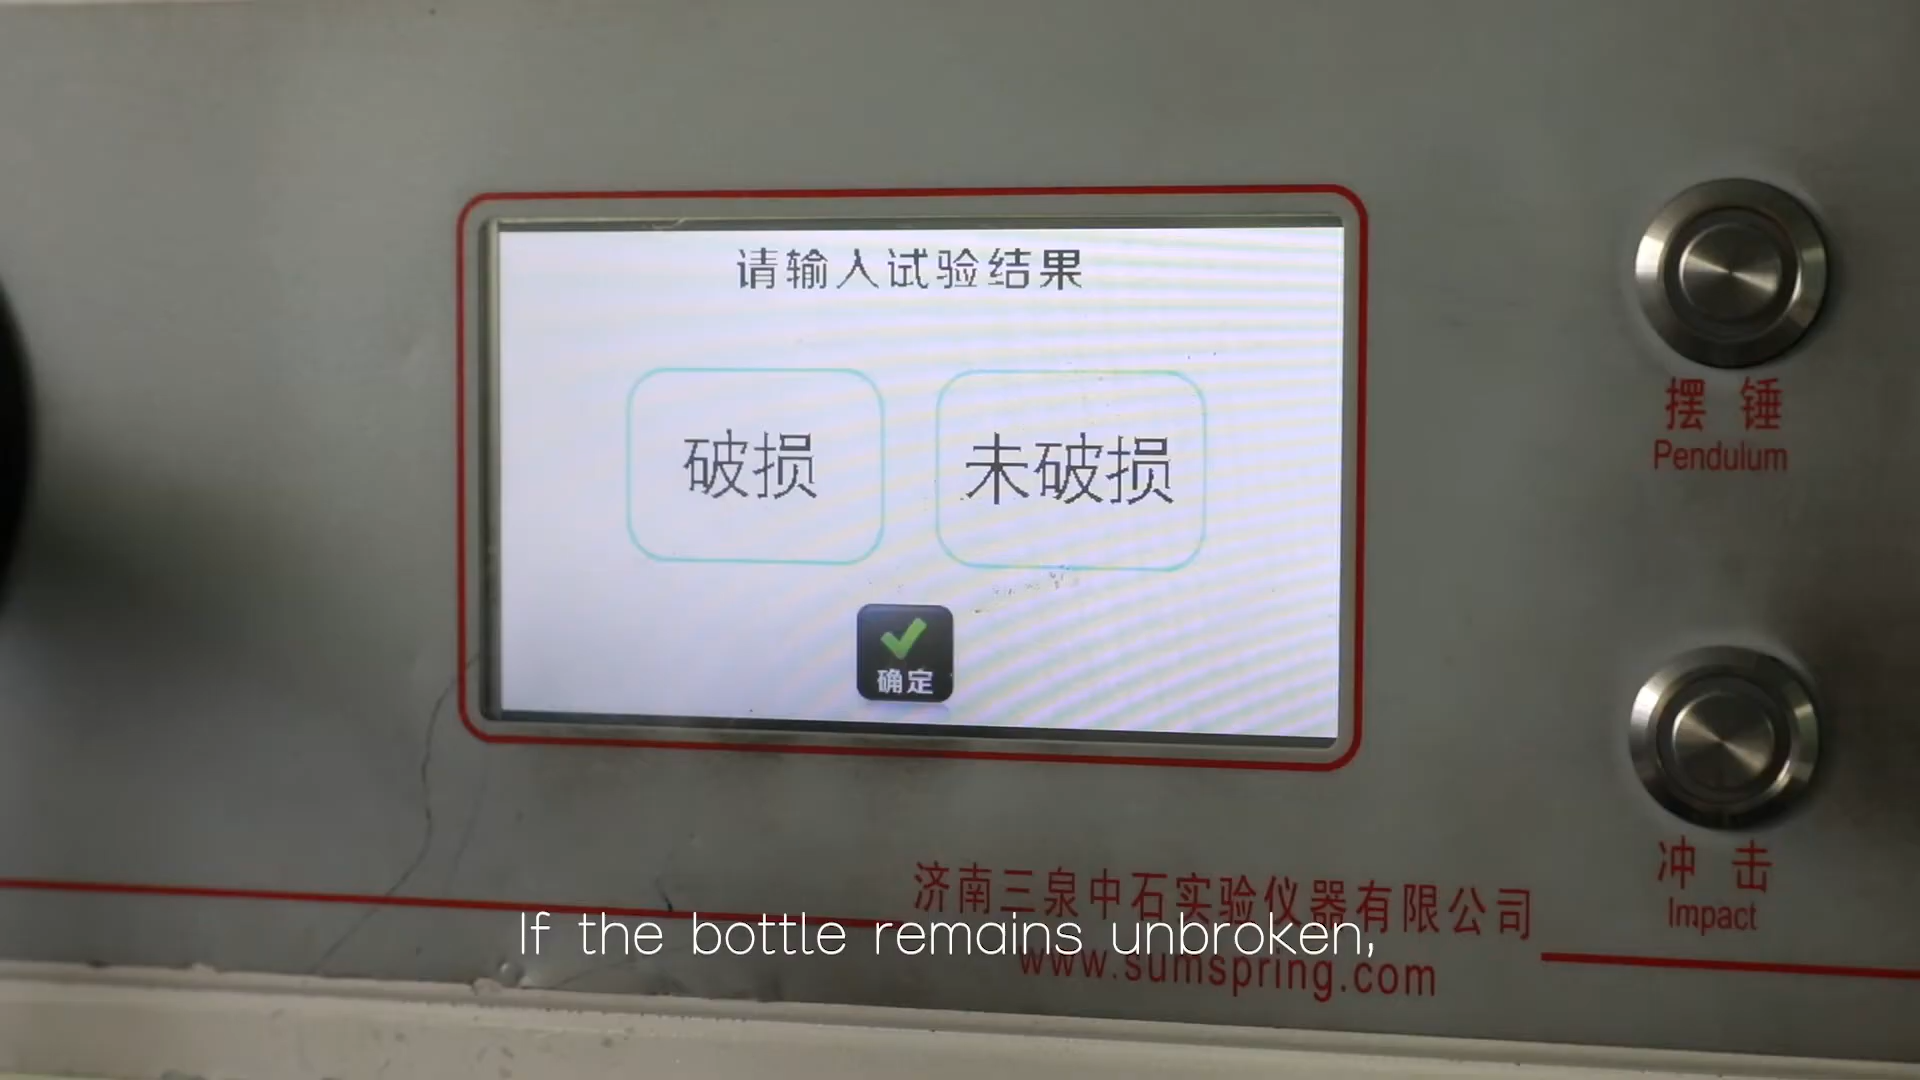 请输入试验结果
破损
未破损
确定
摆 锤
Pendulum
冲 击
Impact
济南三泉中石实验仪器有限公司
www.sumspring.com
If the bottle remains unbroken,